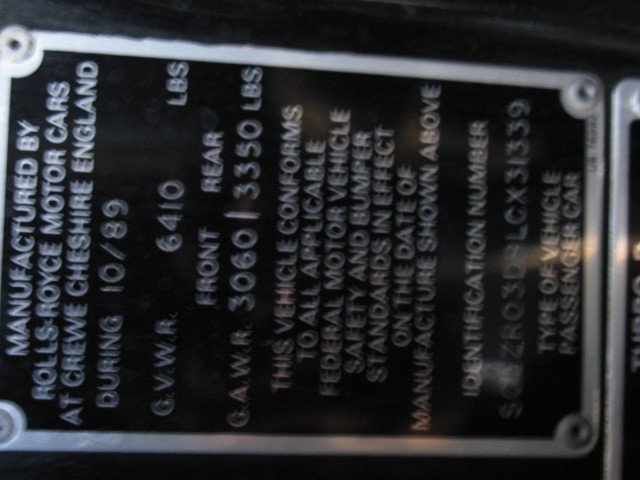 MANUFACTURED BY
ROLLS-ROYCE MOTOR CARS
AT CREWE CHESHIRE ENGLAND
DURING 10/89
G.V.W.R. 6410 LBS
FRONT REAR
G.A.W.R. 3060 | 3350 LBS
THIS VEHICLE CONFORMS
TO ALL APPLICABLE
FEDERAL MOTOR VEHICLE
SAFETY AND BUMPER
STANDARDS IN EFFECT
ON THE DATE OF
MANUFACTURE SHOWN ABOVE
IDENTIFICATION NUMBER
TYPE OF VEHICLE
PASSENGER CAR